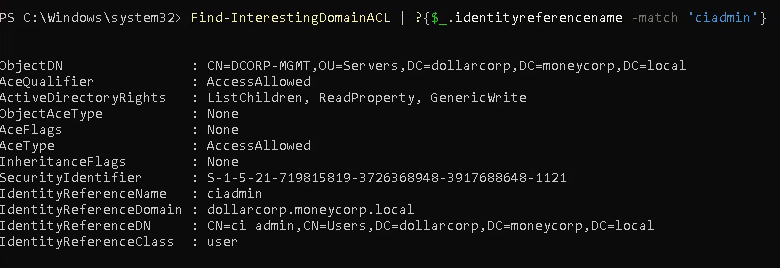 PS C:\Windows\system32> Find-InterestingDomainACL | ?{$_.identityreferencename -match 'ciadmin'}
ObjectDN : CN=DCORP-MGMT,OU=Servers,DC=dollarcorp,DC=moneycorp,DC=local
AceQualifier : AccessAllowed
ActiveDirectoryRights : ListChildren, ReadProperty, GenericWrite
ObjectAceType : None
AceFlags : None
AceType : AccessAllowed
InheritanceFlags : None
SecurityIdentifier : S-1-5-21-719815819-3726368948-3917688648-1121
IdentityReferenceName : ciadmin
IdentityReferenceDomain : dollarcorp.moneycorp.local
IdentityReferenceDN : CN=ci admin,CN=Users,DC=dollarcorp,DC=moneycorp,DC=local
IdentityReferenceClass : user